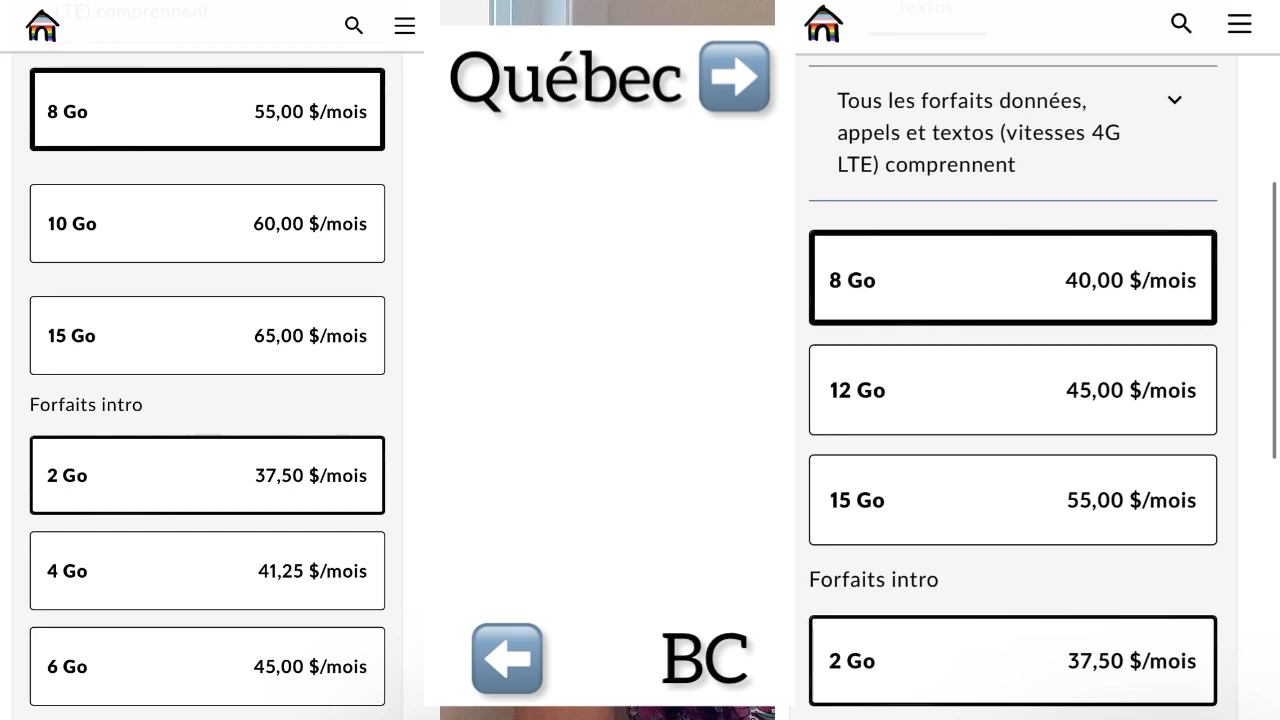 LTE) comprennent
8 Go 55,00 $/mois
10 Go 60,00 $/mois
15 Go 65,00 $/mois
Forfaits intro
2 Go 37,50 $/mois
4 Go 41,25 $/mois
6 Go 45,00 $/mois
Québec ➡
⬅ BC
textos
Tous les forfaits données,
appels et textos (vitesses 4G
LTE) comprennent
8 Go 40,00 $/mois
12 Go 45,00 $/mois
15 Go 55,00 $/mois
Forfaits intro
2 Go 37,50 $/mois